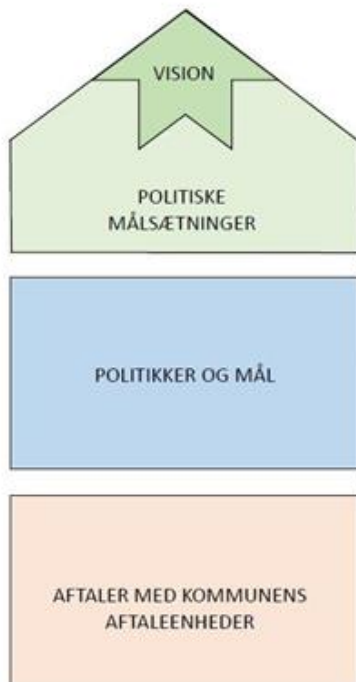 VISION
POLITISKE
MÅLSÆTNINGER
POLITIKKER OG MÅL
AFTALER MED KOMMUNENS
AFTALEENHEDER